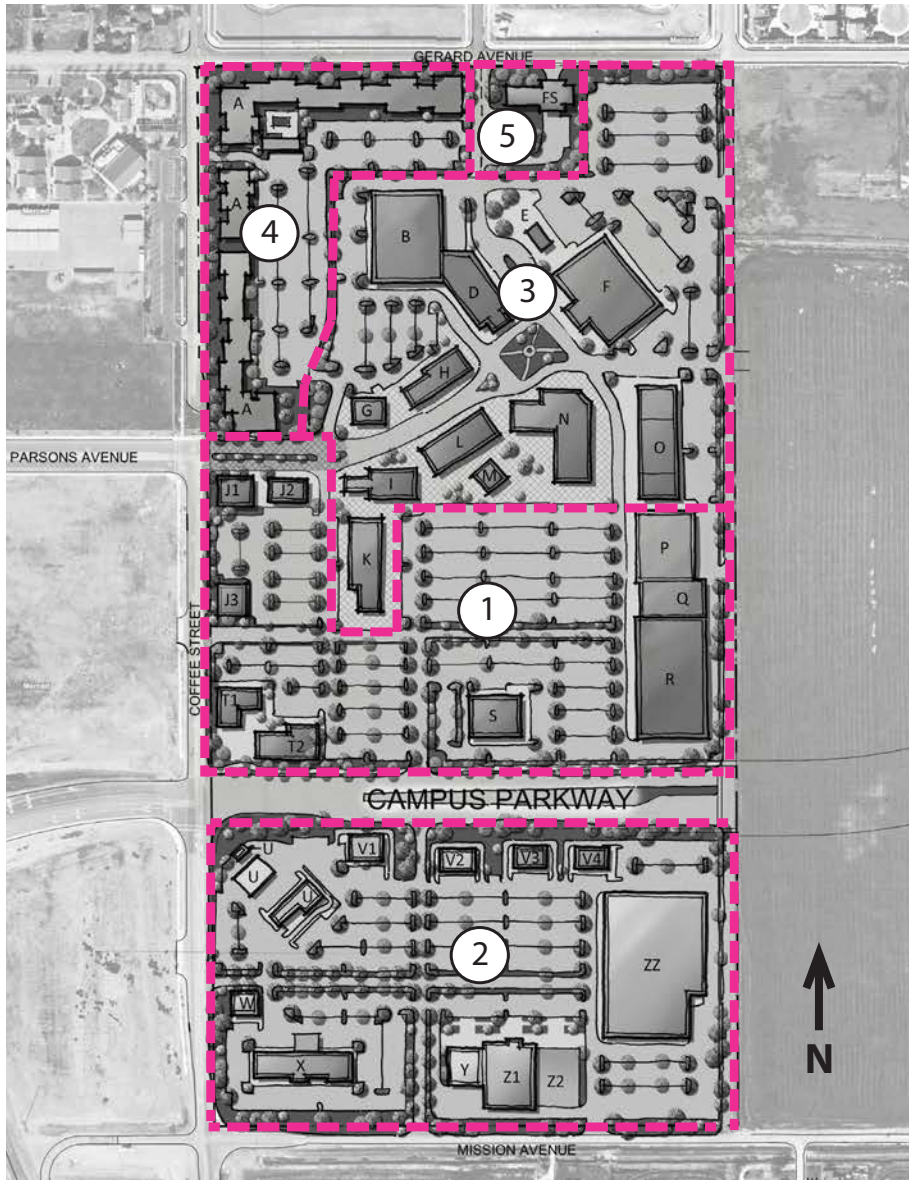 GERARD AVENUE
A
FS
5
A
4
B
E
D
3
F
H
G
A
L
N
O
M
I
PARSONS AVENUE
J1
J2
K
P
J3
Q
1
COFFEE STREET
R
T1
S
T2
CAMPUS PARKWAY
U
V1
V2
V3
V4
U
U
2
ZZ
W
X
Y
Z1
Z2
N
MISSION AVENUE